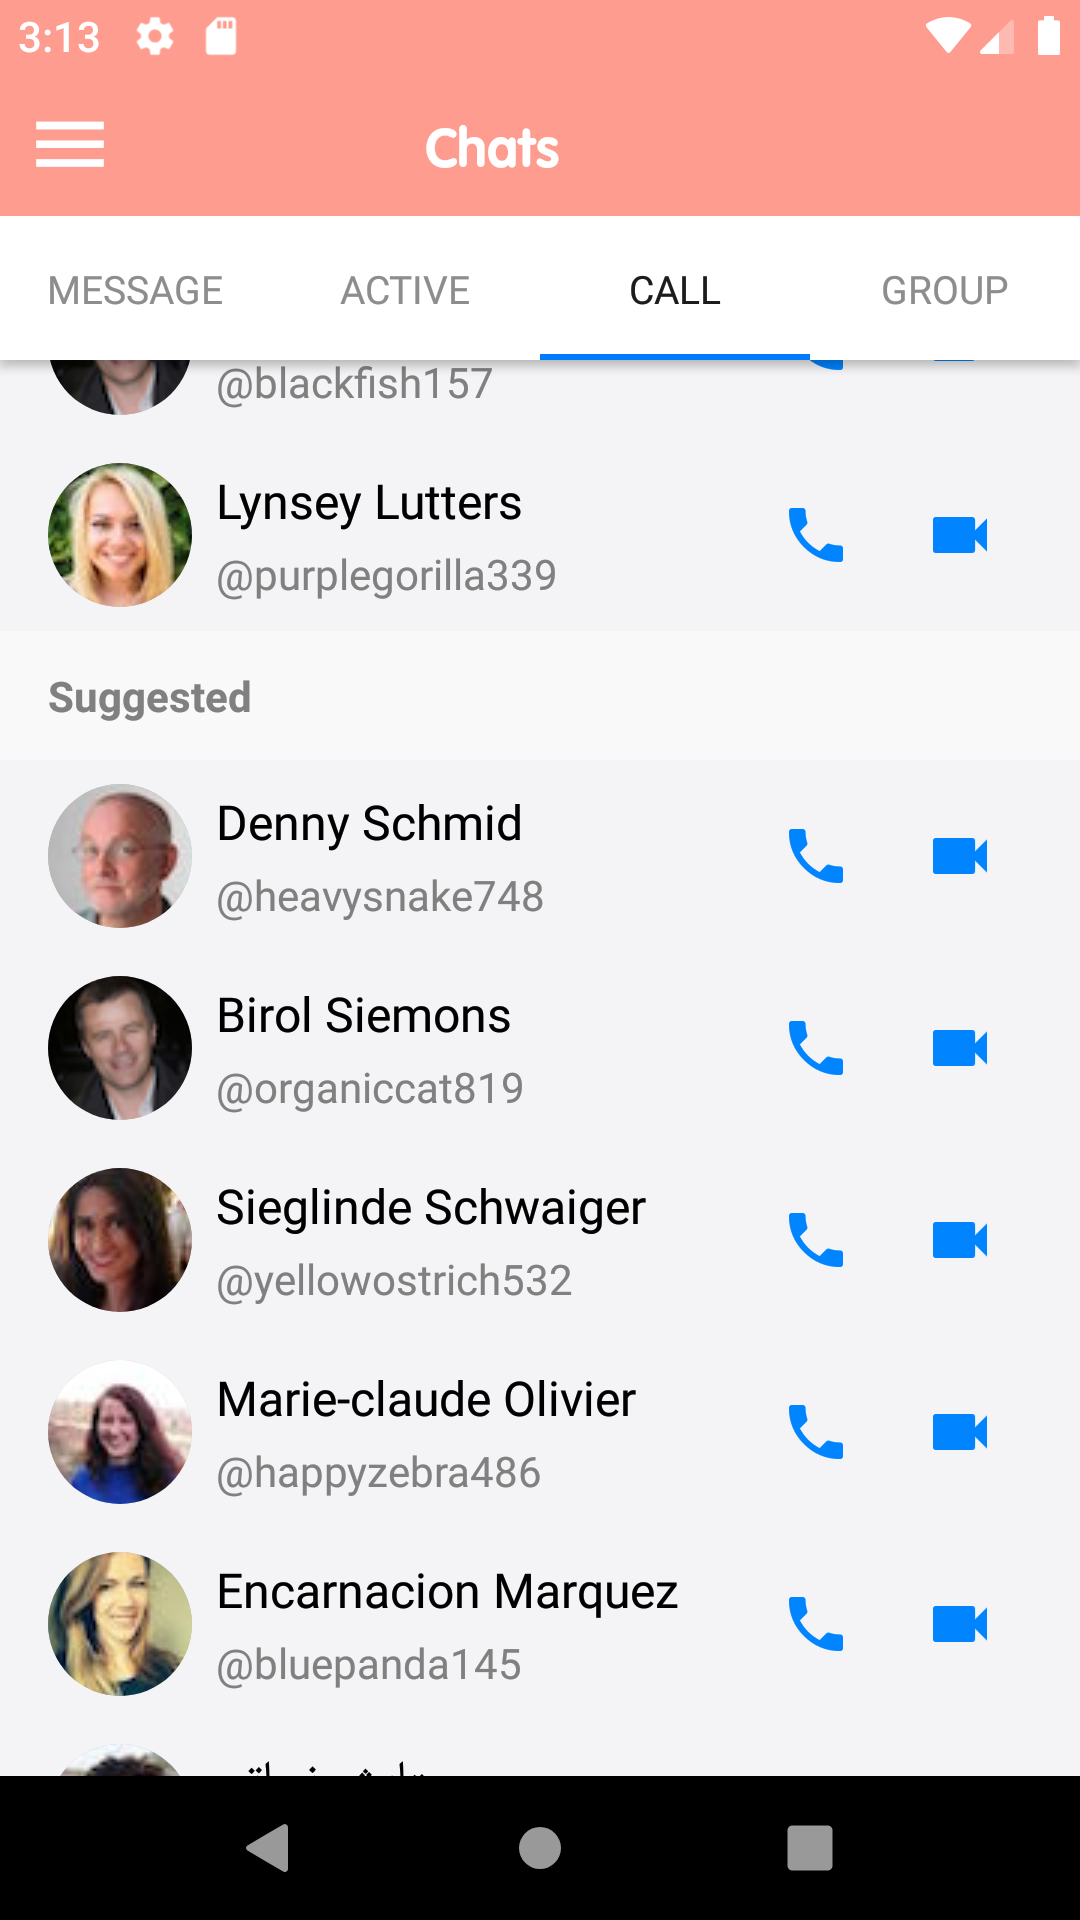 3:13
Chats
MESSAGE ACTIVE CALL GROUP
@blackfish157
Lynsey Lutters
@purplegorilla339
Suggested
Denny Schmid
@heavysnake748
Birol Siemons
@organiccat819
Sieglinde Schwaiger
@yellowostrich532
Marie-claude Olivier
@happyzebra486
Encarnacion Marquez
@bluepanda145